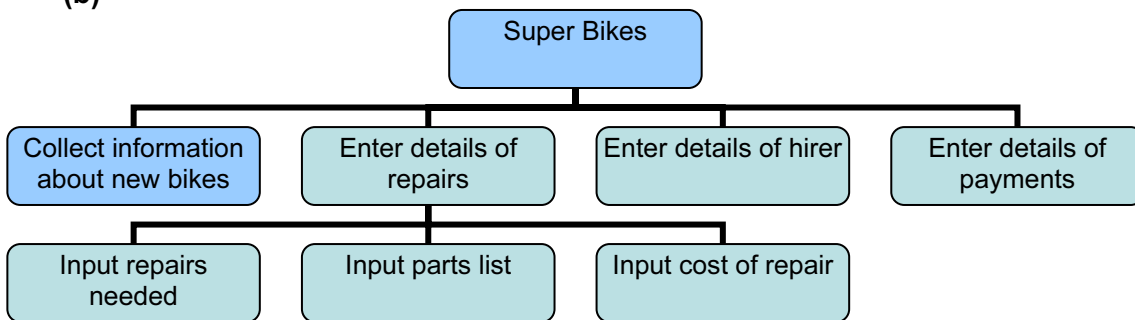 (b)
Super Bikes
Collect information
about new bikes
Enter details of
repairs
Enter details of hirer
Enter details of
payments
Input repairs
needed
Input parts list
Input cost of repair